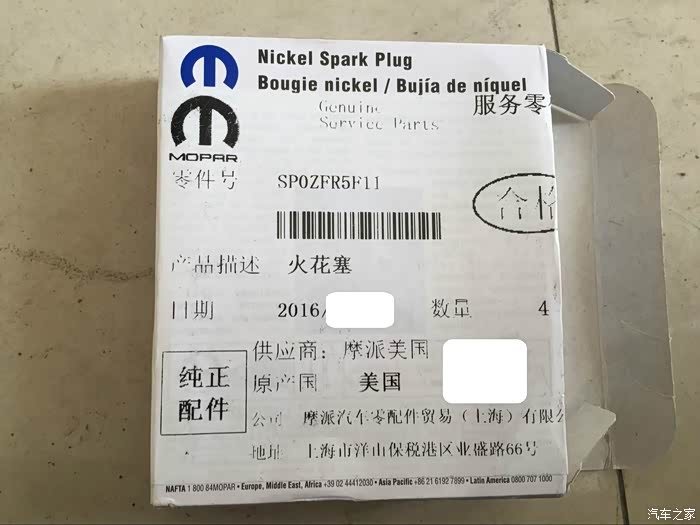 Nickel Spark Plug
Bougie nickel / Bujía de níquel
Genuine
Service Parts
服务零
MOPAR
零件号 SP0ZFR5F11
合格
产品描述 火花塞
日期 2016/ 数量 4
供应商：摩派美国
原产国 美国
纯正
配件
公司 摩派汽车零配件贸易（上海）有限公
地址 上海市洋山保税港区业盛路66号
NAFTA 1 800 84MOPAR • Europe, Middle East, Africa +39 02 44412030 • Asia Pacific +86 21 6192 7899 • Latin America 0800 707 1000
汽车之家